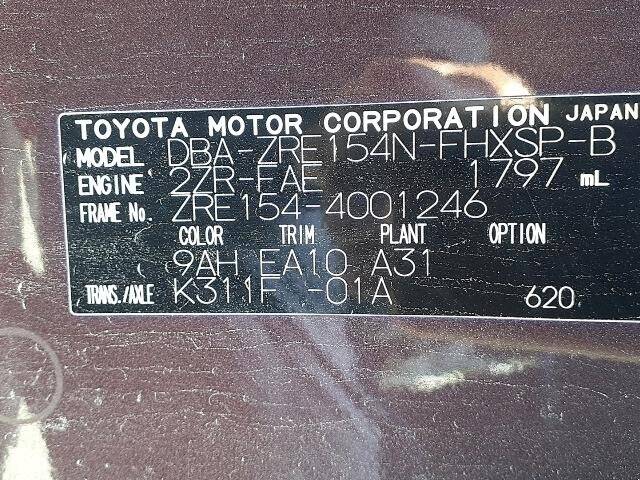 TOYOTA MOTOR CORPORATION JAPAN
MODEL DBA-ZRE154N-FHXSP-B
ENGINE 2ZR-FAE 1797 mL
FRAME No. ZRE154-4001246
COLOR TRIM PLANT OPTION
9AH EA10 A31
TRANS./AXLE K311F -01A 620